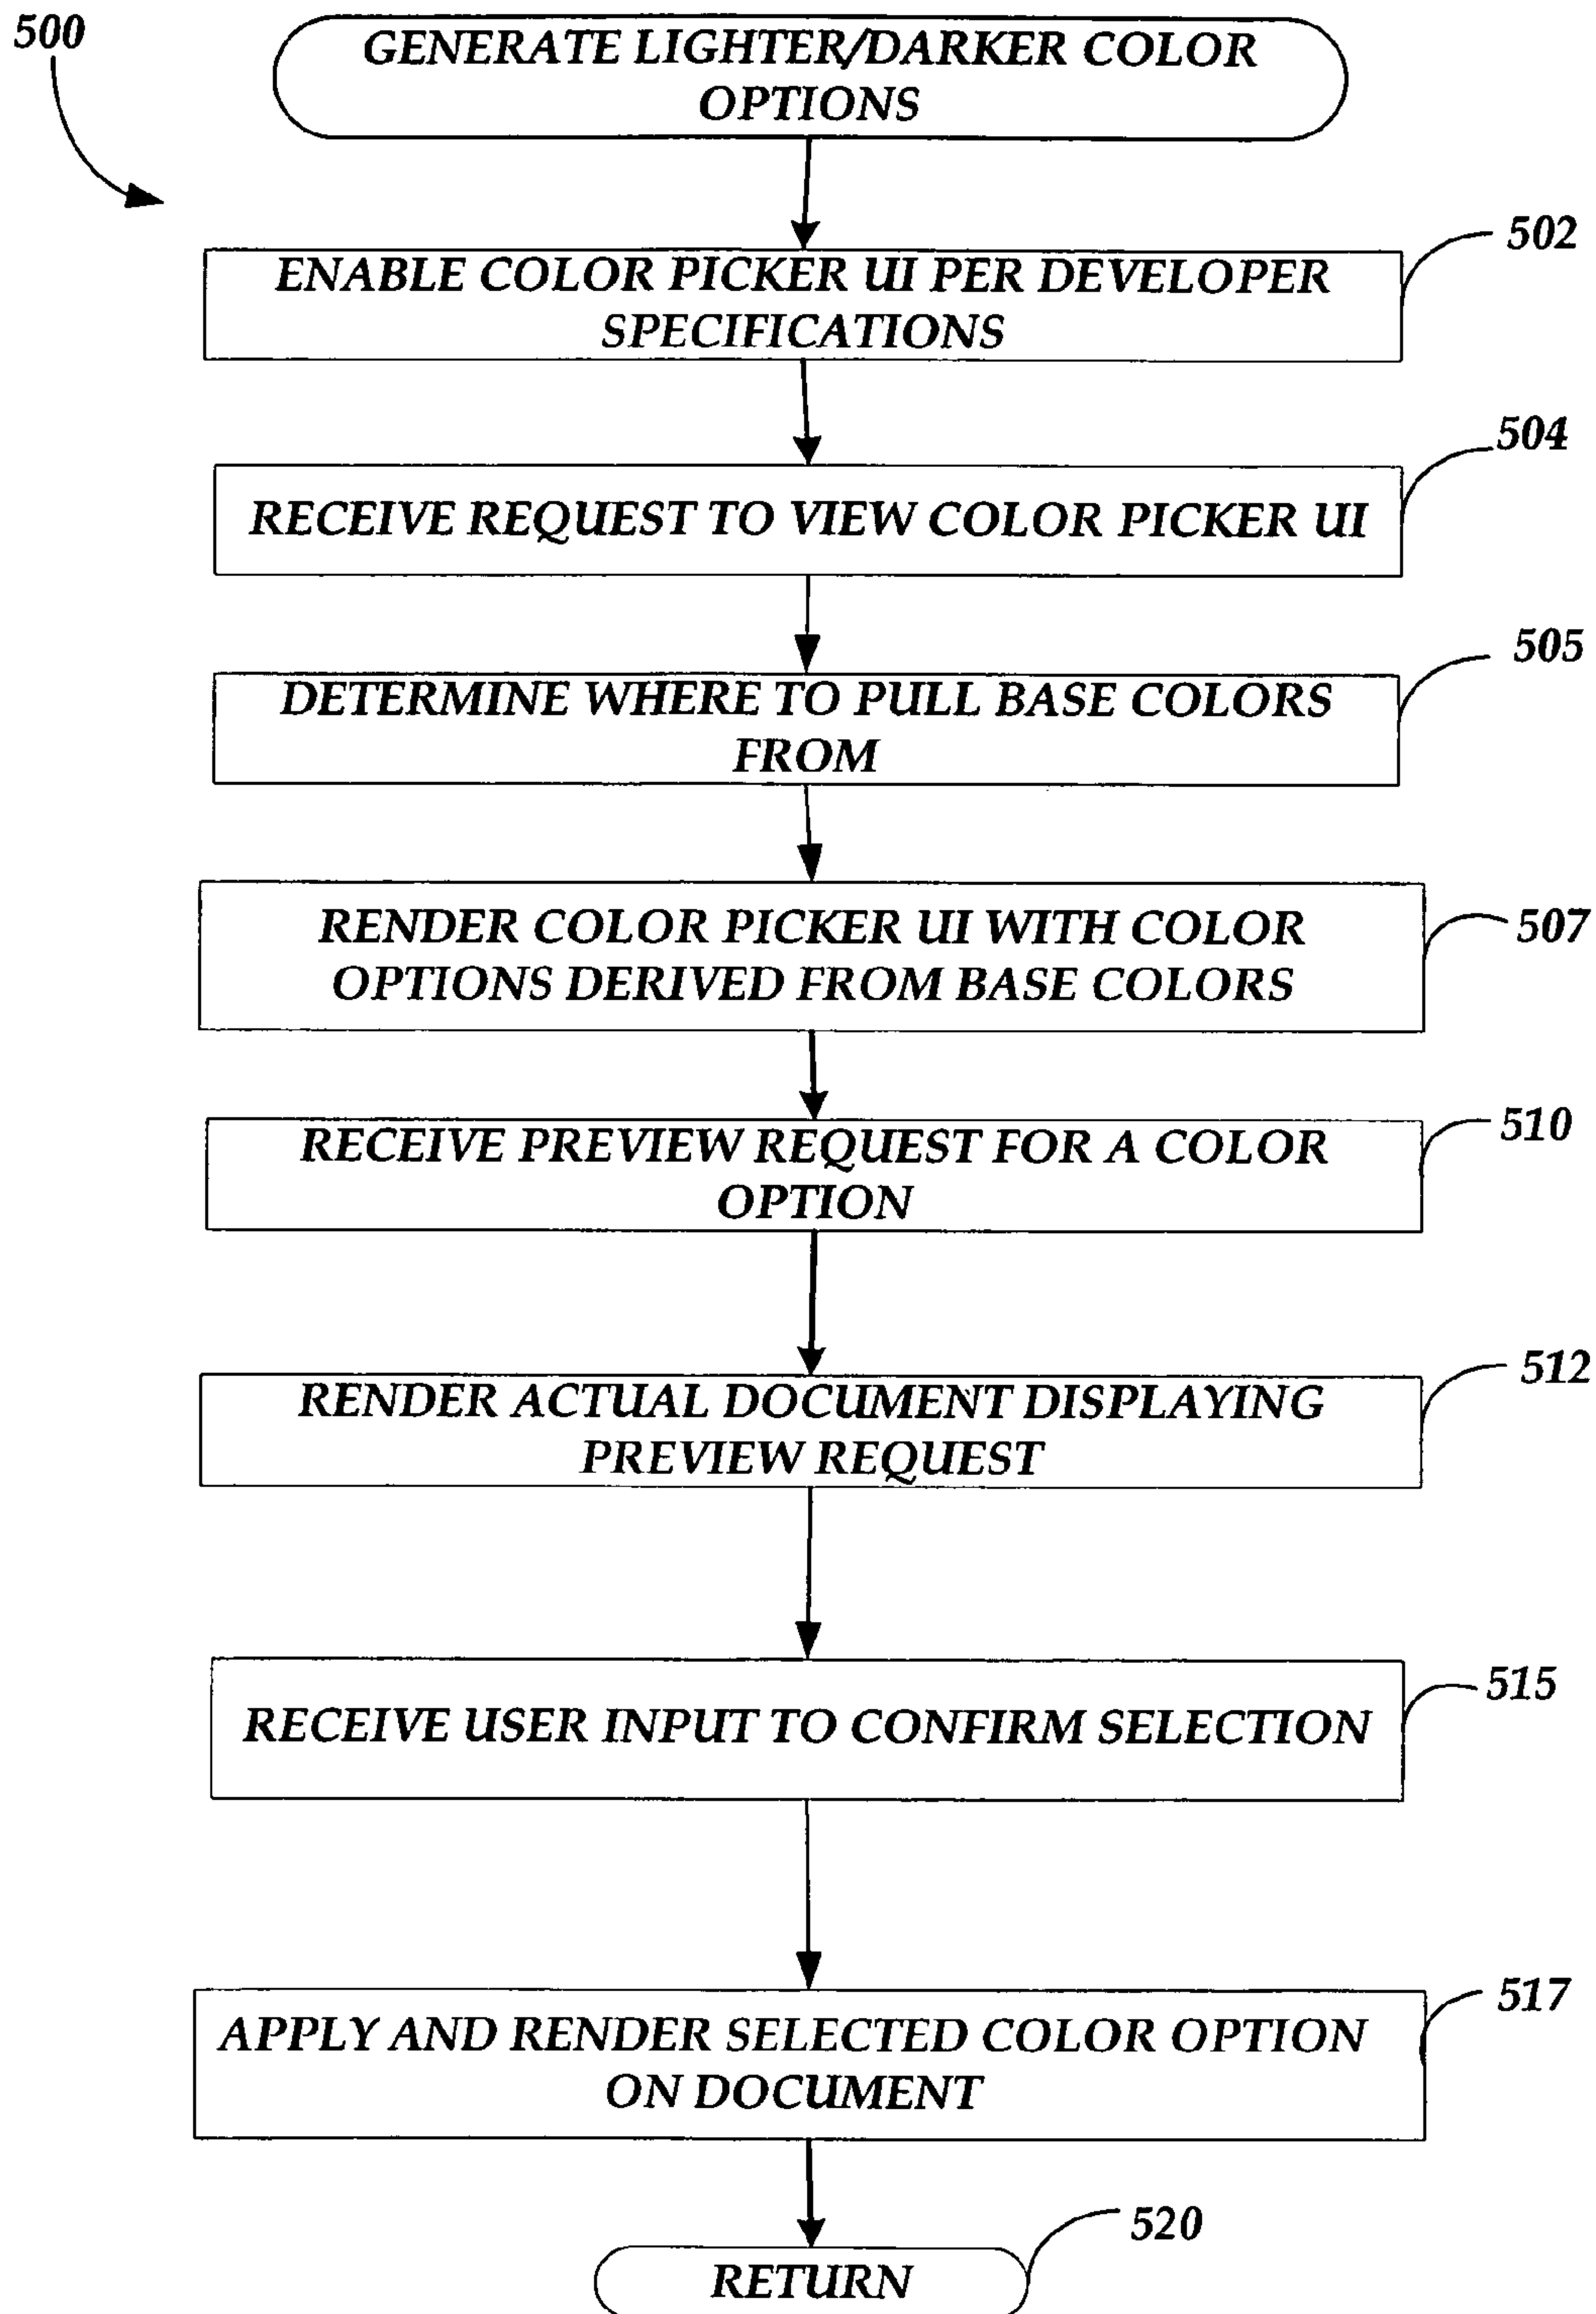 500
GENERATE LIGHTER/DARKER COLOR
OPTIONS
502
ENABLE COLOR PICKER UI PER DEVELOPER
SPECIFICATIONS
504
RECEIVE REQUEST TO VIEW COLOR PICKER UI
505
DETERMINE WHERE TO PULL BASE COLORS
FROM
507
RENDER COLOR PICKER UI WITH COLOR
OPTIONS DERIVED FROM BASE COLORS
510
RECEIVE PREVIEW REQUEST FOR A COLOR
OPTION
512
RENDER ACTUAL DOCUMENT DISPLAYING
PREVIEW REQUEST
515
RECEIVE USER INPUT TO CONFIRM SELECTION
517
APPLY AND RENDER SELECTED COLOR OPTION
ON DOCUMENT
520
RETURN